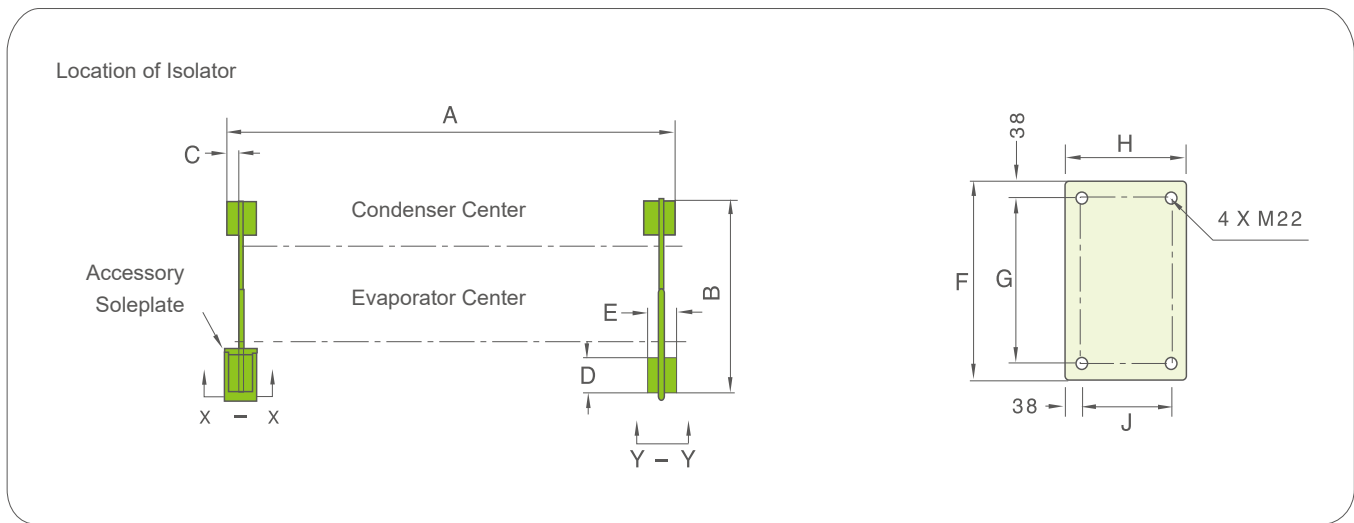 Location of Isolator
A
C
Condenser Center
Accessory
Soleplate
Evaporator Center
E
B
D
X – X
Y – Y
38
H
4 X M22
F
G
38
J